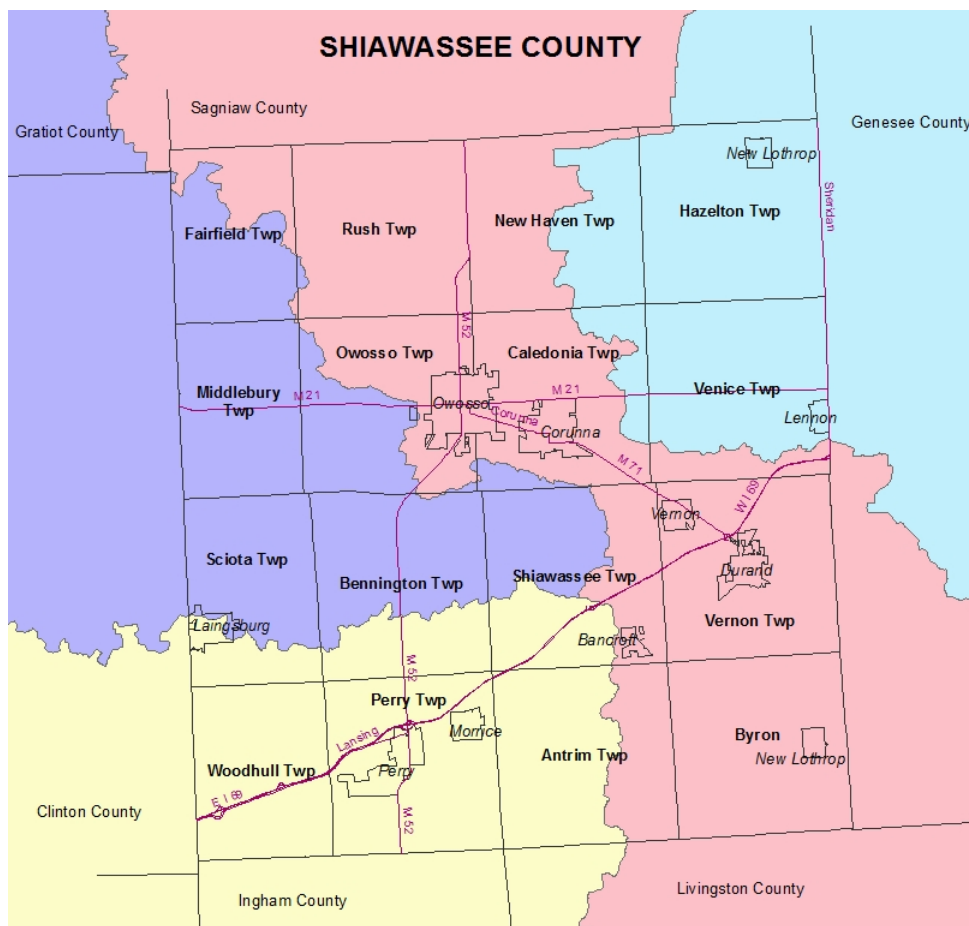 SHIAWASSEE COUNTY
Sagniaw County
Gratiot County
Genesee County
New Lothrop
Sheridan
Hazelton Twp
New Haven Twp
Rush Twp
Fairfield Twp
M 52
Owosso Twp
Caledonia Twp
Middlebury
Twp
M 21
M 21
Venice Twp
Owosso
Corunna
Corunna
Lennon
M 71
W I 69
Vernon
Sciota Twp
Bennington Twp
Shiawassee Twp
Durand
Laingsburg
Bancroft
Vernon Twp
M 52
Perry Twp
Lansing
Morrice
Antrim Twp
Byron
New Lothrop
Woodhull Twp
Perry
E I 69
M 52
Clinton County
Ingham County
Livingston County